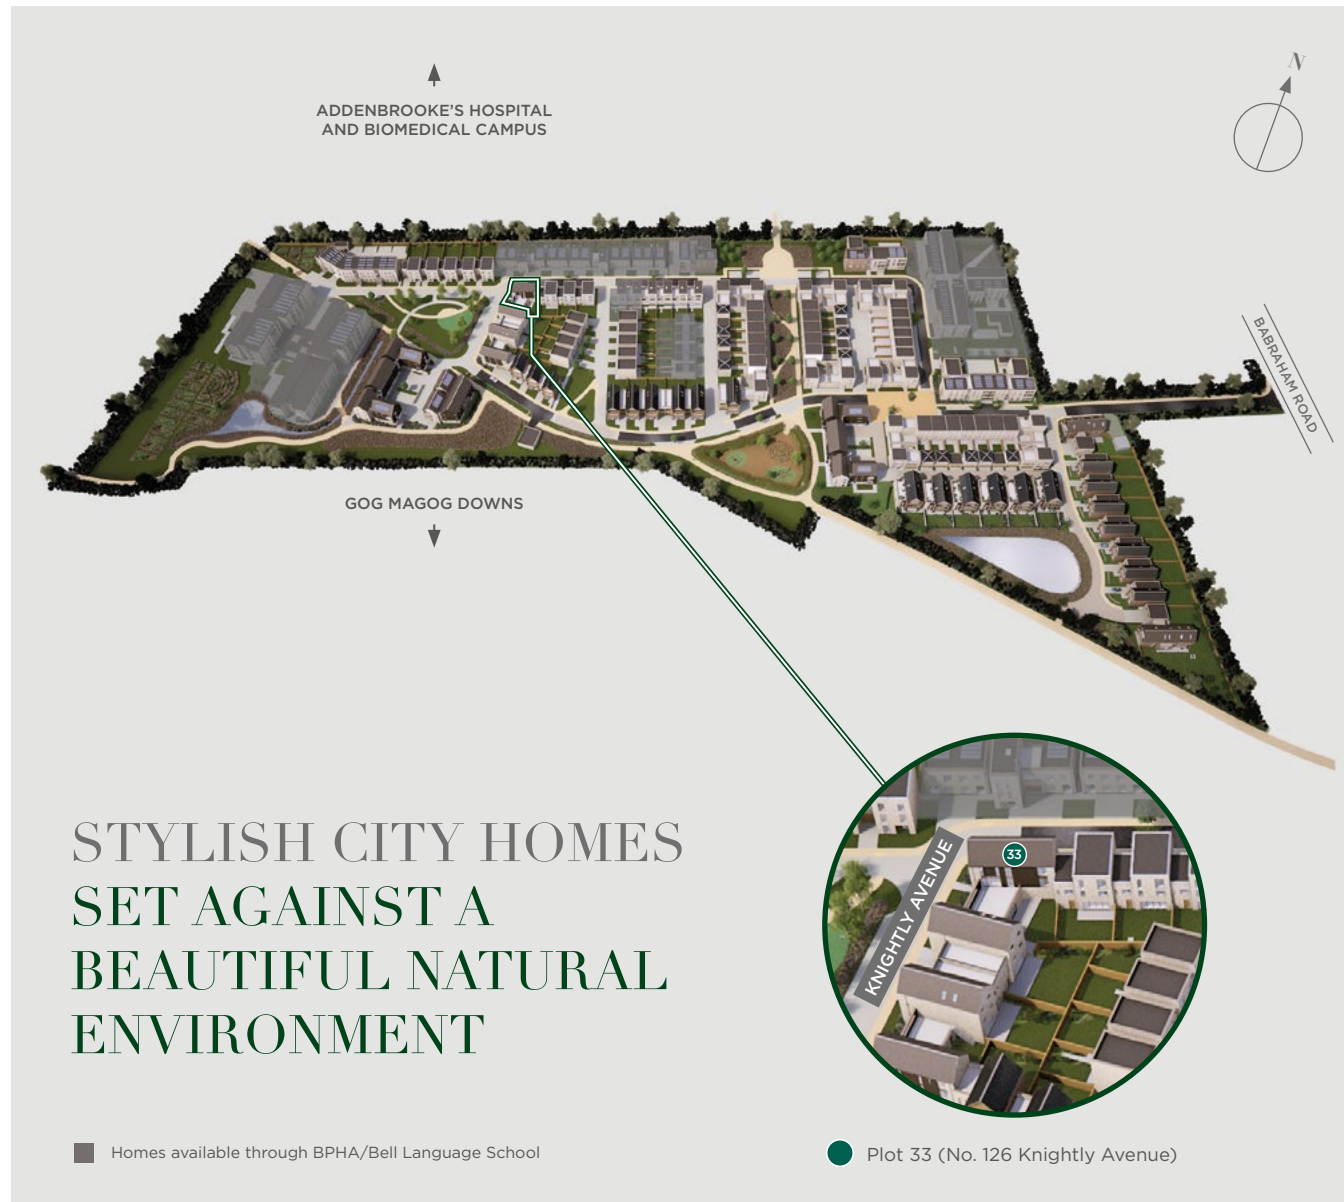 N
ADDENBROOKE'S HOSPITAL
AND BIOMEDICAL CAMPUS
BABRAHAM ROAD
GOG MAGOG DOWNS
STYLISH CITY HOMES
SET AGAINST A
BEAUTIFUL NATURAL
ENVIRONMENT
33
KNIGHTLY AVENUE
Homes available through BPHA/Bell Language School
Plot 33 (No. 126 Knightly Avenue)